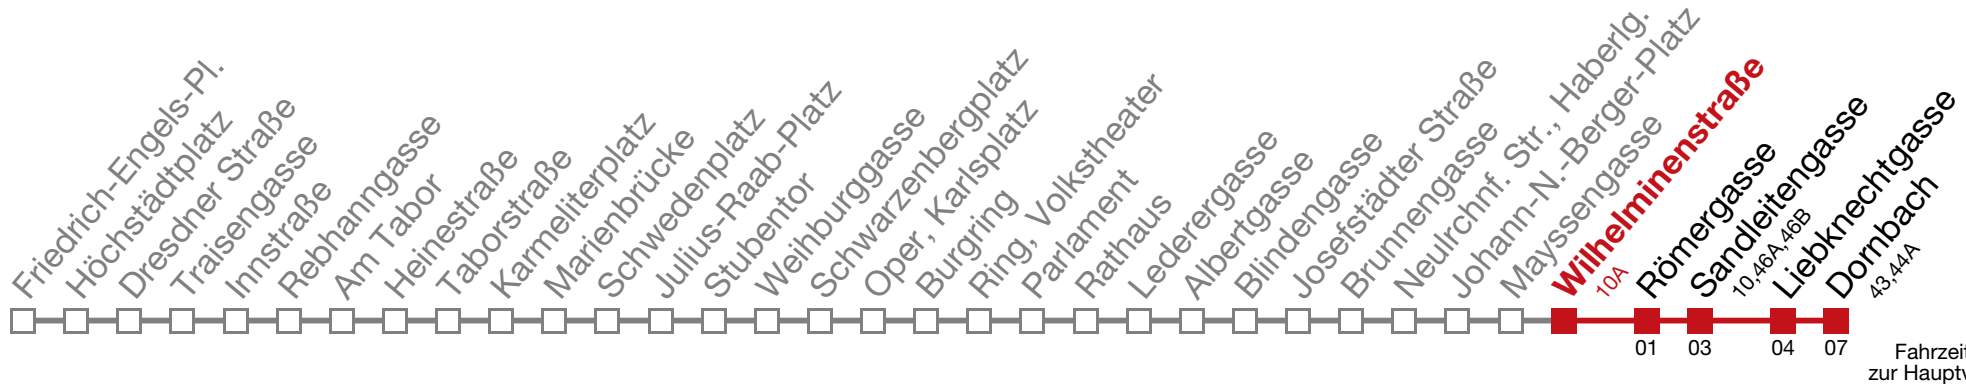 Friedrich-Engels-Pl.
Höchstädtplatz
Dresdner Straße
Traisengasse
Innstraße
Rebhanngasse
Am Tabor
Heinestraße
Taborstraße
Karmeliterplatz
Marienbrücke
Schwedenplatz
Julius-Raab-Platz
Stubentor
Weihburggasse
Schwarzenbergplatz
Oper, Karlsplatz
Burgring
Ring, Volkstheater
Parlament
Rathaus
Lederergasse
Albertgasse
Blindengasse
Josefstädter Straße
Brunnengasse
Neulrchnf. Str., Haberlg.
Johann-N.-Berger-Platz
Mayssengasse
Wilhelminenstraße
10A
Römergasse
Sandleitengasse
10,46A,46B
Liebknechtgasse
Dornbach
43,44A
01 03 04 07
Fahrzeit
zur Hauptv